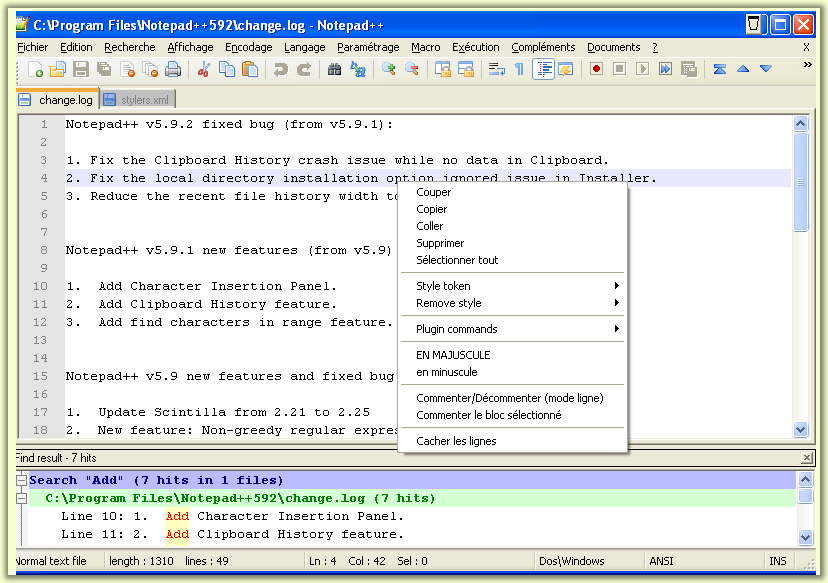 C:\Program Files\Notepad++592\change.log - Notepad++
Fichier Edition Recherche Affichage Encodage Langage Paramétrage Macro Exécution Compléments Documents ? X
change.log stylers.xml
1 Notepad++ v5.9.2 fixed bug (from v5.9.1):
2
3 1. Fix the Clipboard History crash issue while no data in Clipboard.
4 2. Fix the local directory installation option ignored issue in Installer.
5 3. Reduce the recent file history width to
6
7
8 Notepad++ v5.9.1 new features (from v5.9)
9
10 1. Add Character Insertion Panel.
11 2. Add Clipboard History feature.
12 3. Add find characters in range feature.
13
14
15 Notepad++ v5.9 new features and fixed bug
16
17 1. Update Scintilla from 2.21 to 2.25
18 2. New feature: Non-greedy regular expres
Couper
Copier
Coller
Supprimer
Sélectionner tout
Style token
Remove style
Plugin commands
EN MAJUSCULE
en minuscule
Commenter/Décommenter (mode ligne)
Commenter le bloc sélectionné
Cacher les lignes
Find result - 7 hits
Search "Add" (7 hits in 1 files)
C:\Program Files\Notepad++592\change.log (7 hits)
Line 10: 1. Add Character Insertion Panel.
Line 11: 2. Add Clipboard History feature.
Normal text file length : 1310 lines : 49 Ln : 4 Col : 42 Sel : 0 Dos\Windows ANSI INS